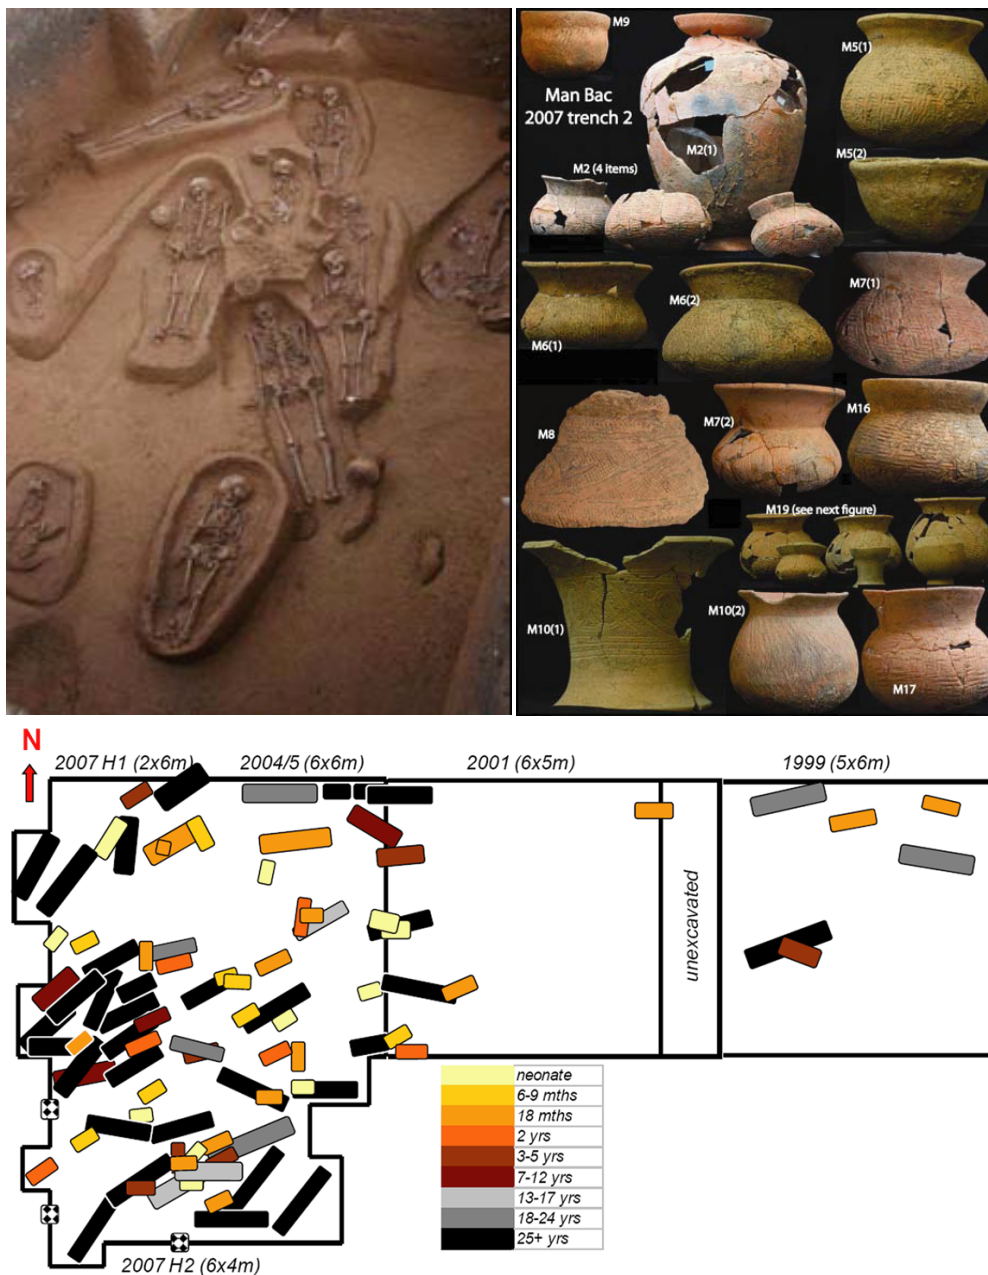 M9
Man Bac
2007 trench 2
M2(1)
M5(1)
M5(2)
M2 (4 items)
M6(1)
M6(2)
M7(1)
M8
M7(2)
M16
M19 (see next figure)
M10(1)
M10(2)
M17
N
2007 H1 (2x6m)
2004/5 (6x6m)
2001 (6x5m)
1999 (5x6m)
unexcavated
neonate
6-9 mths
18 mths
2 yrs
3-5 yrs
7-12 yrs
13-17 yrs
18-24 yrs
25+ yrs
2007 H2 (6x4m)